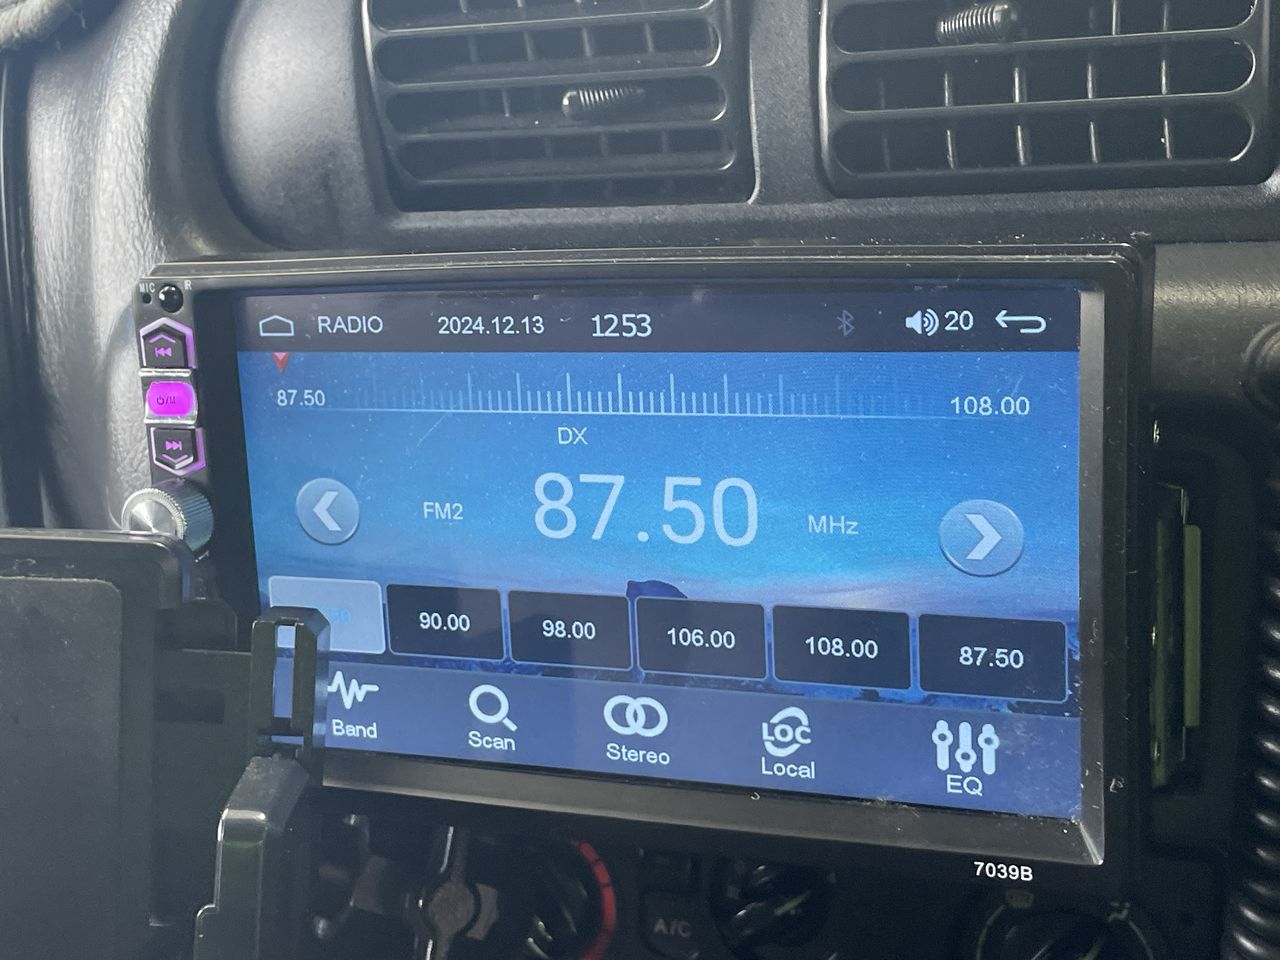 MIC IR
RADIO 2024.12.13 1253 20
87.50 108.00
DX
FM2 87.50 MHz
90.00 98.00 106.00 108.00 87.50
Band Scan Stereo LOC Local EQ
7039B
A/C